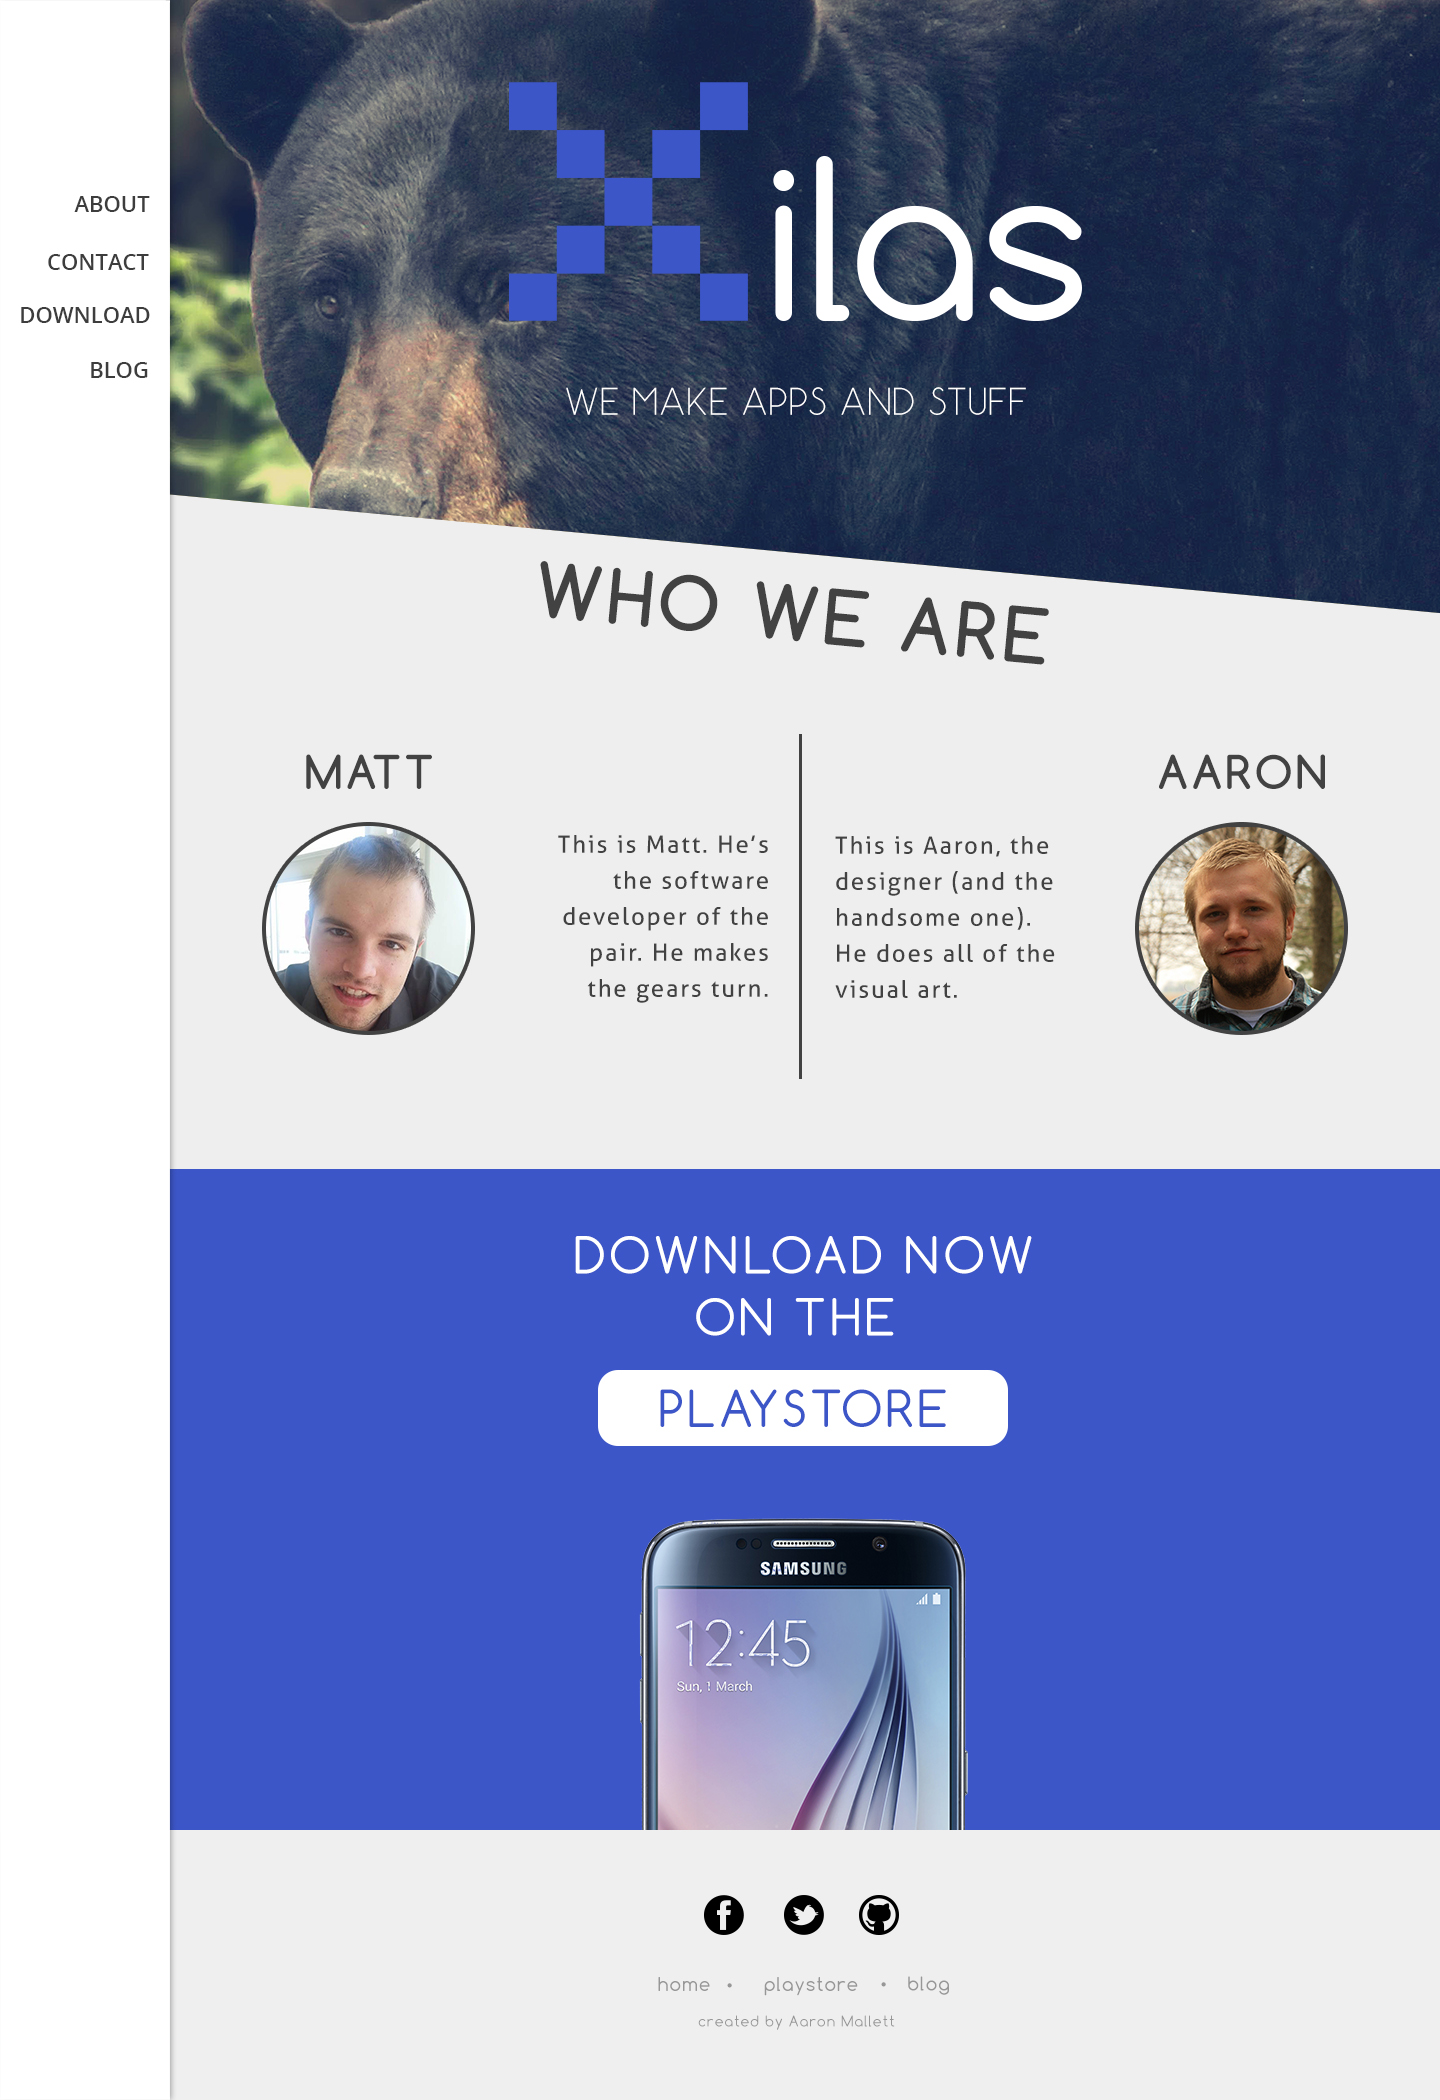 ABOUT
CONTACT
DOWNLOAD
BLOG
Xilas
WE MAKE APPS AND STUFF
WHO WE ARE
MATT
This is Matt. He's
the software
developer of the
pair. He makes
the gears turn.
AARON
This is Aaron, the
designer (and the
handsome one).
He does all of the
visual art.
DOWNLOAD NOW
ON THE
PLAYSTORE
SAMSUNG
12:45
Sun, 1 March
home • playstore • blog
created by Aaron Mallett